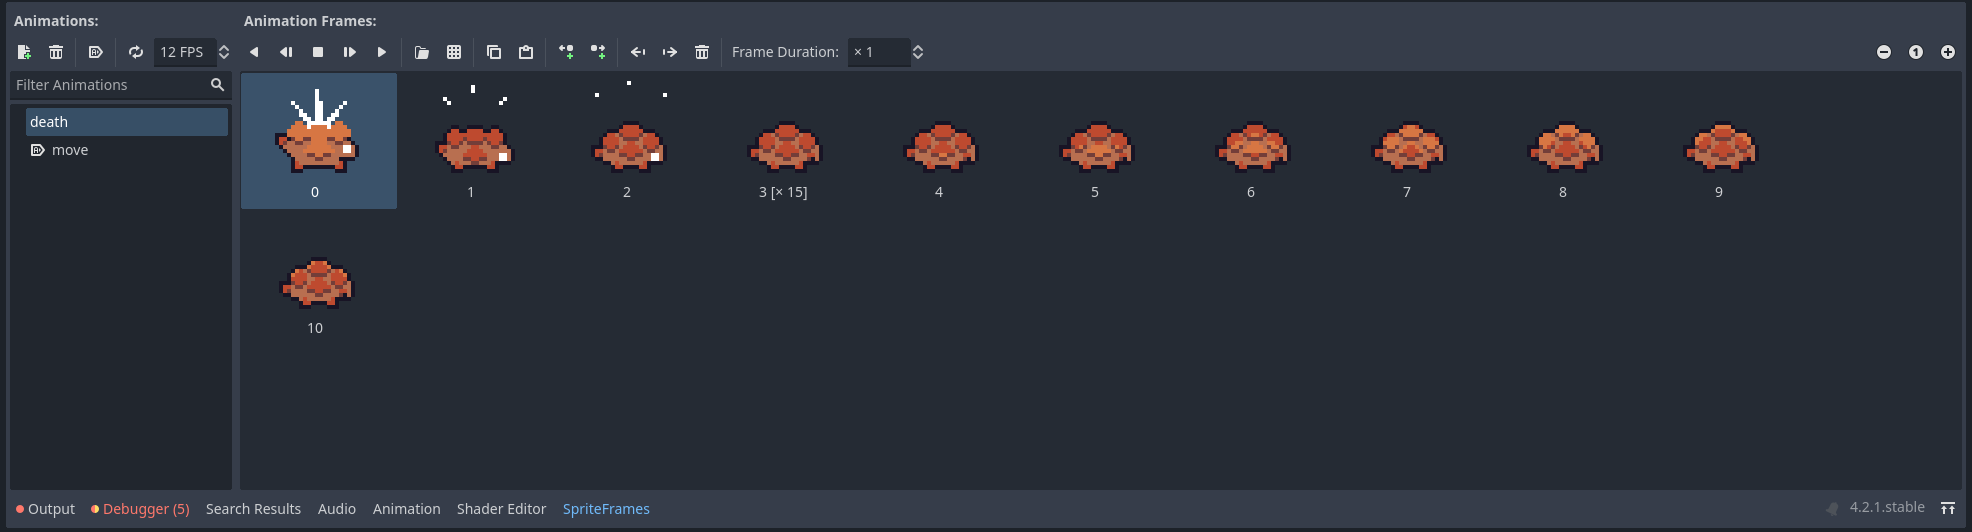 Animations:
Animation Frames:
12 FPS
Frame Duration:
× 1
1
Filter Animations
death
move
0
1
2
3 [× 15]
4
5
6
7
8
9
10
Output
Debugger (5)
Search Results
Audio
Animation
Shader Editor
SpriteFrames
4.2.1.stable